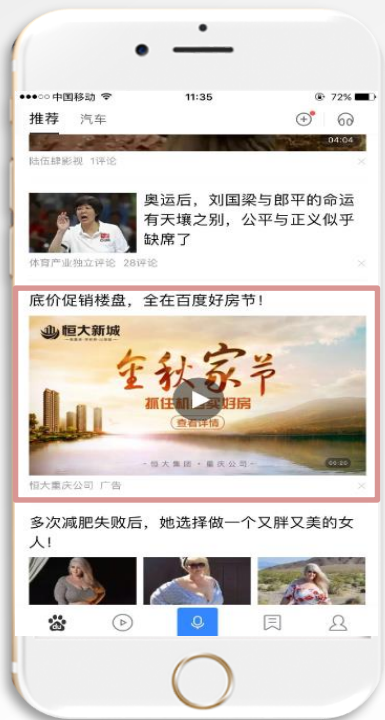 中国移动
11:35
72%
推荐 汽车
04:04
陆伍肆影视 1评论
奥运后，刘国梁与郎平的命运
有天壤之别，公平与正义似乎
缺席了
体育产业独立评论 28评论
底价促销楼盘，全在百度好房节！
恒大新城
金秋家节
抓住机
买好房
查看详情
-恒大集团·重庆公司-
00:20
恒大重庆公司 广告
多次减肥失败后，她选择做一个又胖又美的女
人！
du